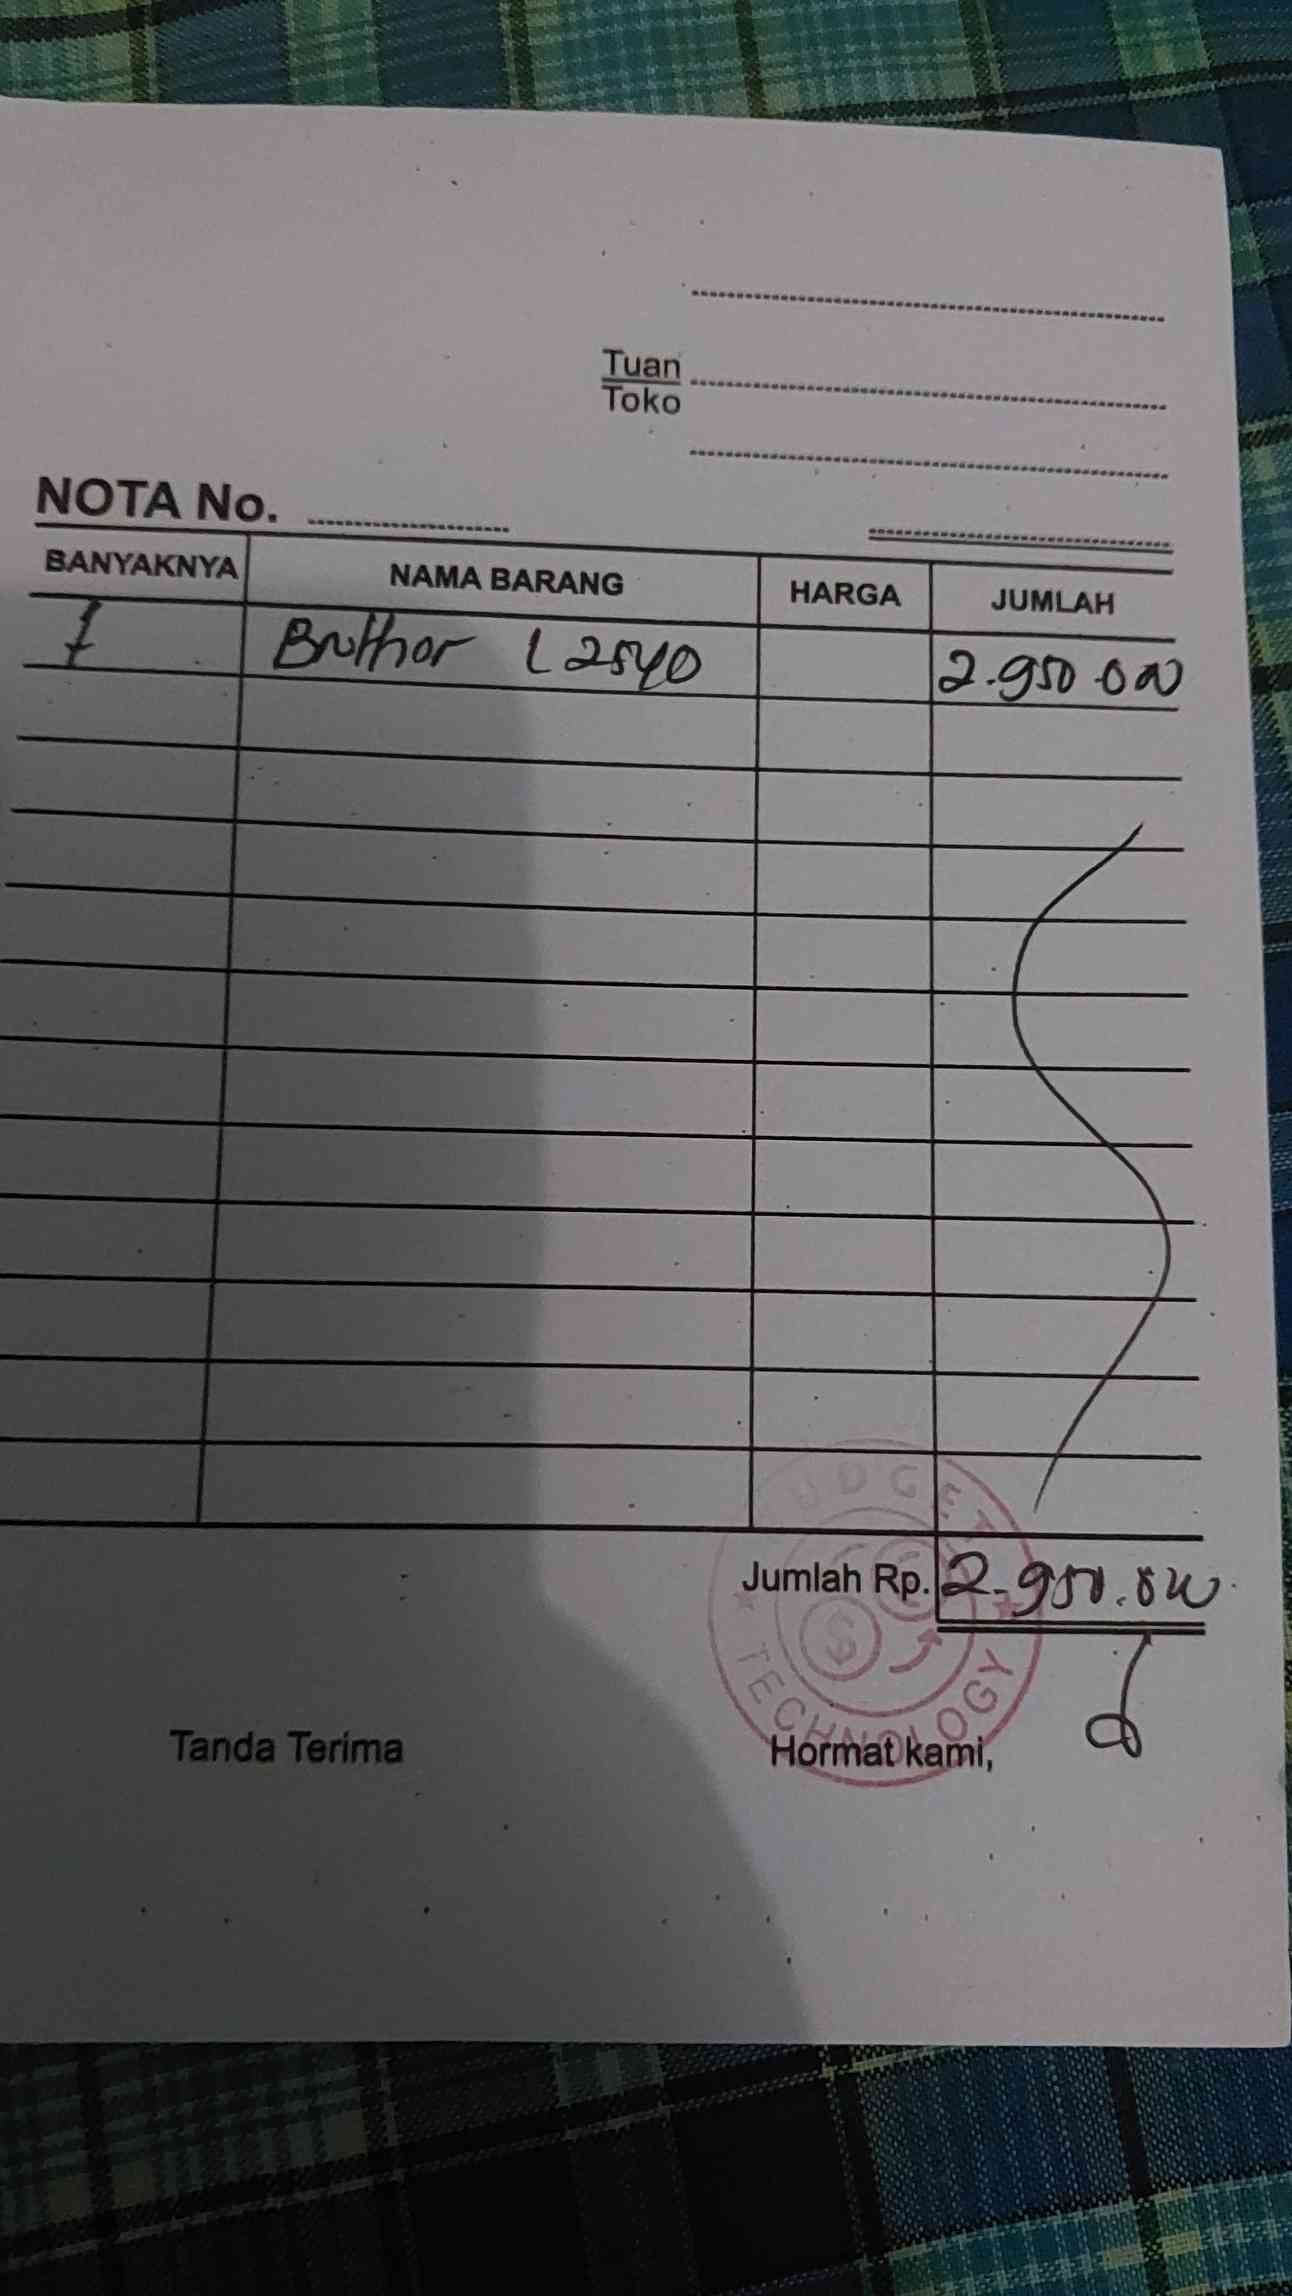 Tuan
Toko
NOTA No.
BANYAKNYA NAMA BARANG HARGA JUMLAH
1 Brother L2540 2.950.000
Jumlah Rp. 2.950.000
BUDGET TECHNOLOGY
Tanda Terima Hormat kami,